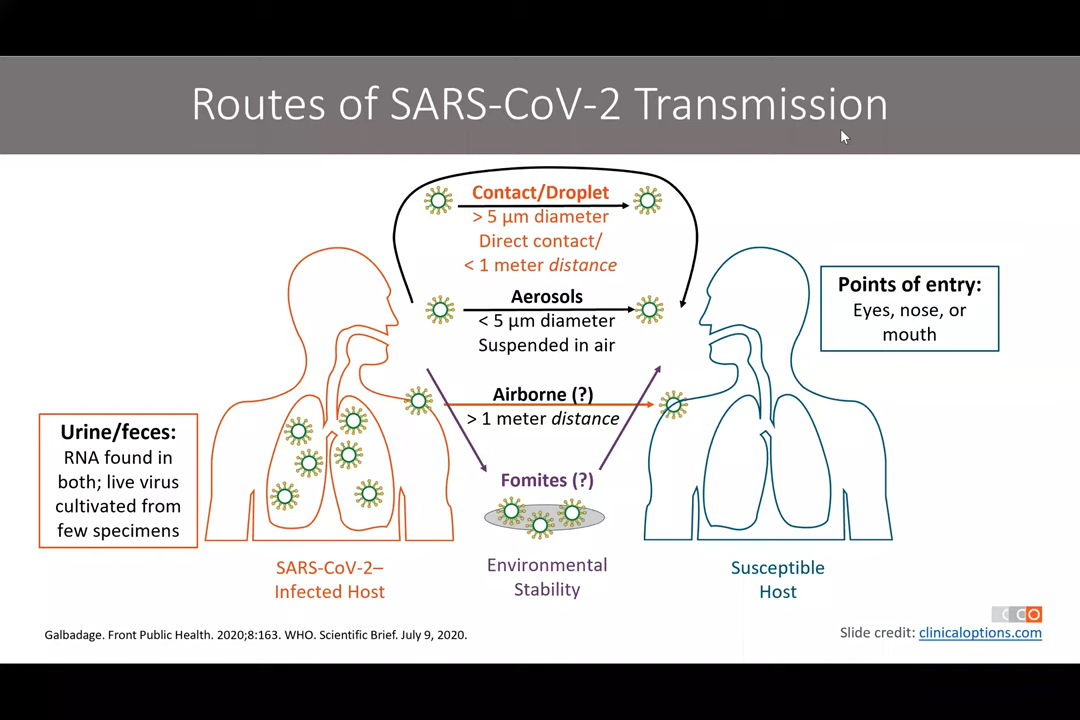 Routes of SARS-CoV-2 Transmission
Contact/Droplet
> 5 µm diameter
Direct contact/
< 1 meter distance
Aerosols
< 5 µm diameter
Suspended in air
Airborne (?)
> 1 meter distance
Fomites (?)
Environmental
Stability
Points of entry:
Eyes, nose, or
mouth
Urine/feces:
RNA found in
both; live virus
cultivated from
few specimens
SARS-CoV-2–
Infected Host
Susceptible
Host
Galbadage. Front Public Health. 2020;8:163. WHO. Scientific Brief. July 9, 2020.
CCO
Slide credit: clinicaloptions.com